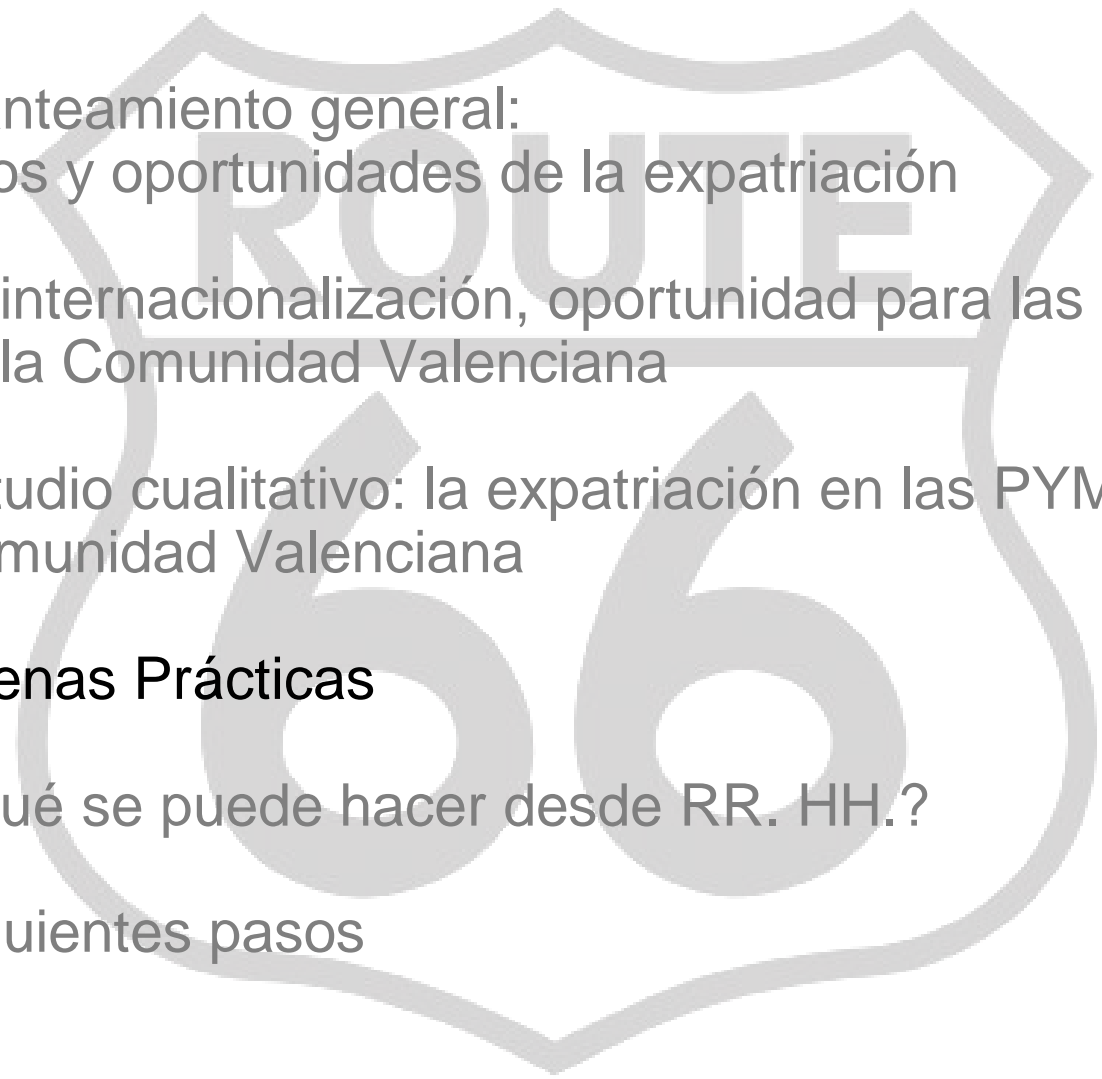 nteamiento general:
os y oportunidades de la expatriación
internacionalización, oportunidad para las
la Comunidad Valenciana
tudio cualitativo: la expatriación en las PYM
munidad Valenciana
enas Prácticas
ué se puede hacer desde RR. HH.?
uientes pasos
ROUTE
66